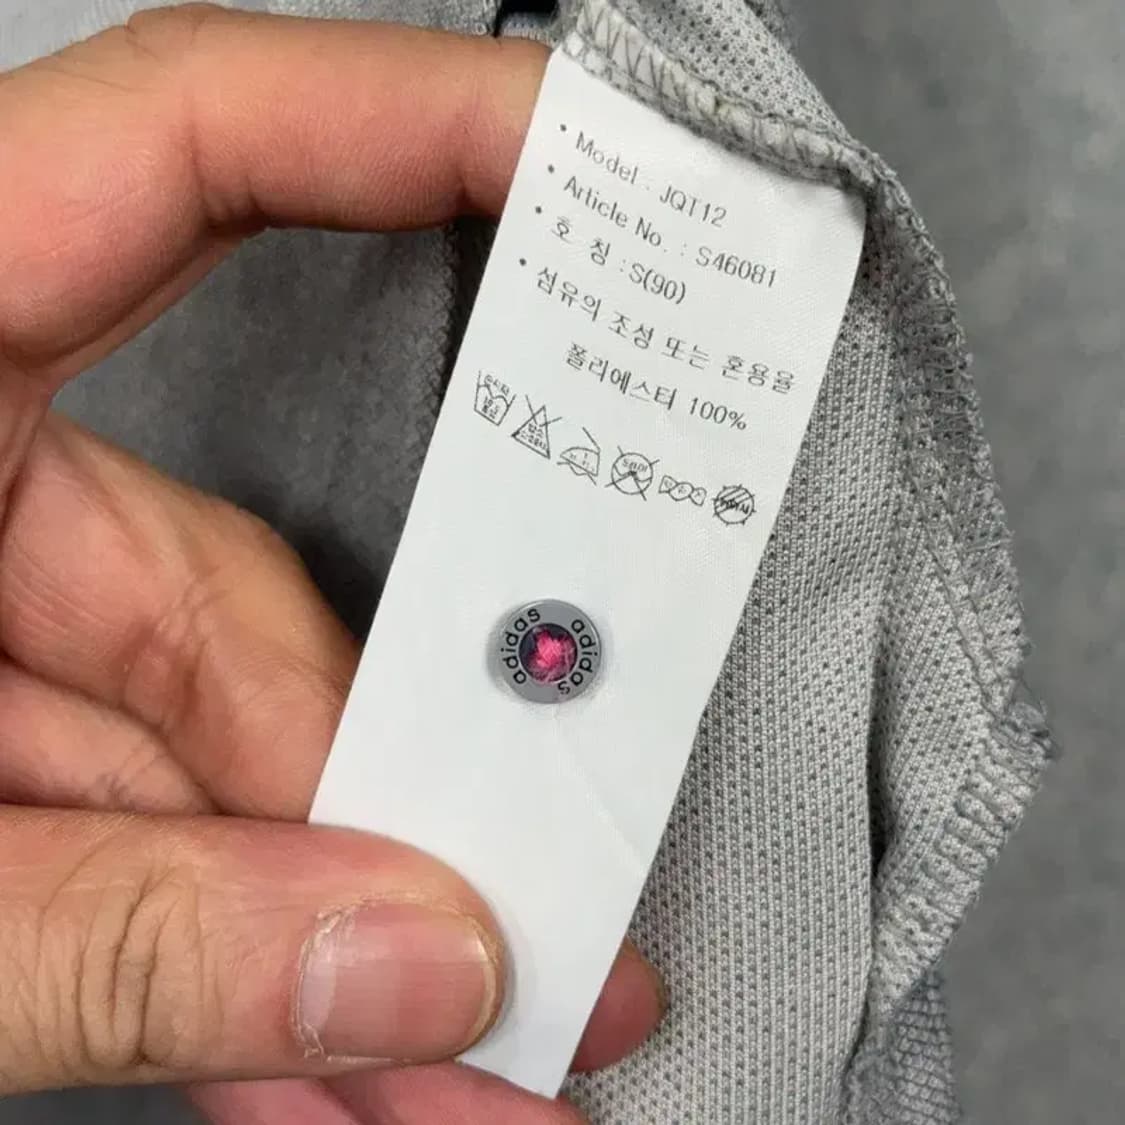 • Model . JQT12
• Article No. : S46081
• 호 칭 :S(90)
• 섬유의 조성 또는 혼용율
폴리에스터 100%
adidas adidas